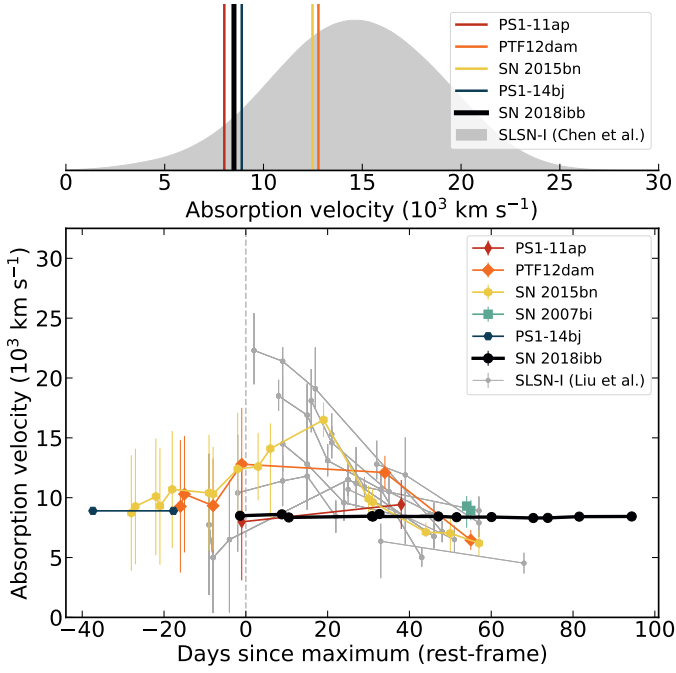 PS1-11ap
PTF12dam
SN 2015bn
PS1-14bj
SN 2018ibb
SLSN-I (Chen et al.)
0 5 10 15 20 25 30
Absorption velocity (10³ km s⁻¹)
PS1-11ap
PTF12dam
SN 2015bn
SN 2007bi
PS1-14bj
SN 2018ibb
SLSN-I (Liu et al.)
30
25
20
15
10
5
0
Absorption velocity (10³ km s⁻¹)
−40 −20 0 20 40 60 80 100
Days since maximum (rest-frame)